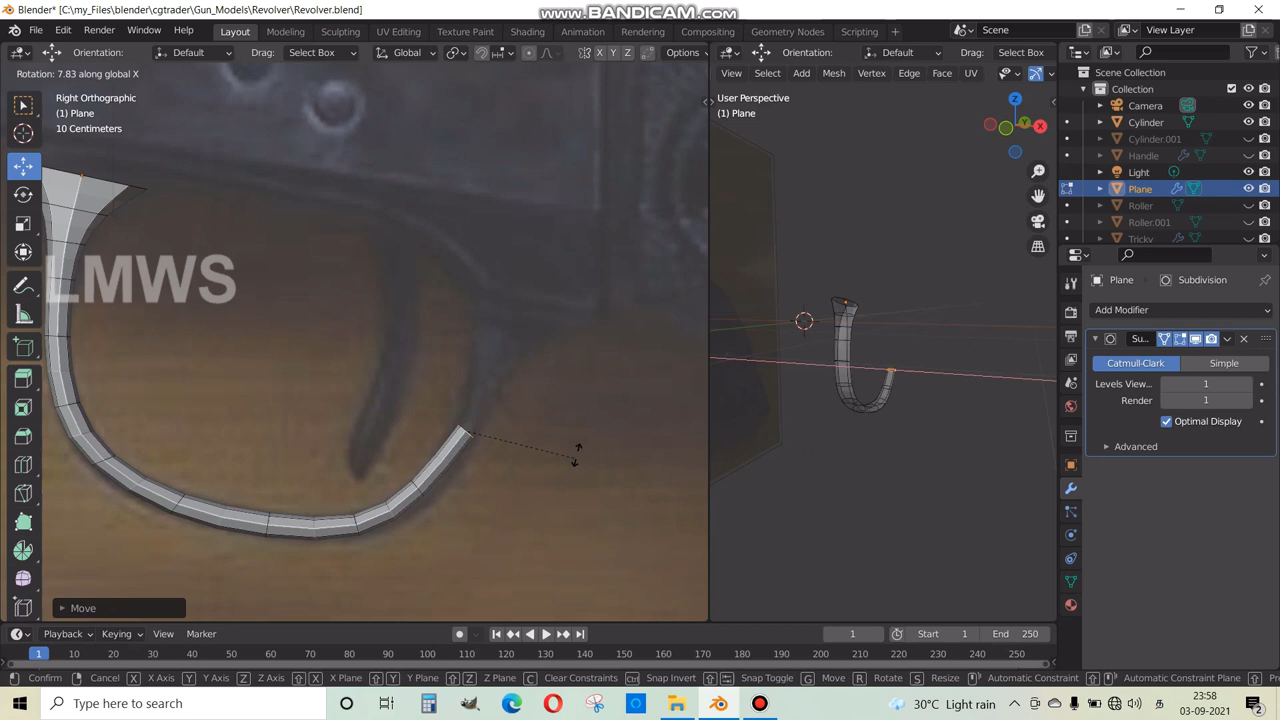 Blender* [C:\my_Files\blender\cgtrader\Gun_Models\Revolver\Revolver.blend]
www.BANDICAM.com
File Edit Render Window Help Layout Modeling Sculpting UV Editing Texture Paint Shading Animation Rendering Compositing Geometry Nodes Scripting + Scene View Layer
Orientation: Default Drag: Select Box Global X Y Z Options Orientation: Default Drag: Select Box
Rotation: 7.83 along global X View Select Add Mesh Vertex Edge Face UV Scene Collection
Right Orthographic User Perspective Collection
(1) Plane (1) Plane Camera
10 Centimeters Z Y X Cylinder
Cylinder.001
Handle
Light
Plane
Roller
Roller.001
Tricky
LMWS
Plane Subdivision
Add Modifier
Su...
Catmull-Clark Simple
Levels View... 1
Render 1
Optimal Display
Advanced
Move
Playback Keying View Marker 1 Start 1 End 250
1 10 20 30 40 50 60 70 80 90 100 110 120 130 140 150 160 170 180 190 200 210 220 230 240 250
Confirm Cancel X X Axis Y Y Axis Z Z Axis X X Plane Y Y Plane Z Z Plane C Clear Constraints Ctrl Snap Invert Snap Toggle G Move R Rotate S Resize Automatic Constraint Automatic Constraint Plane
Type here to search 30°C Light rain 23:58
03-09-2021 2